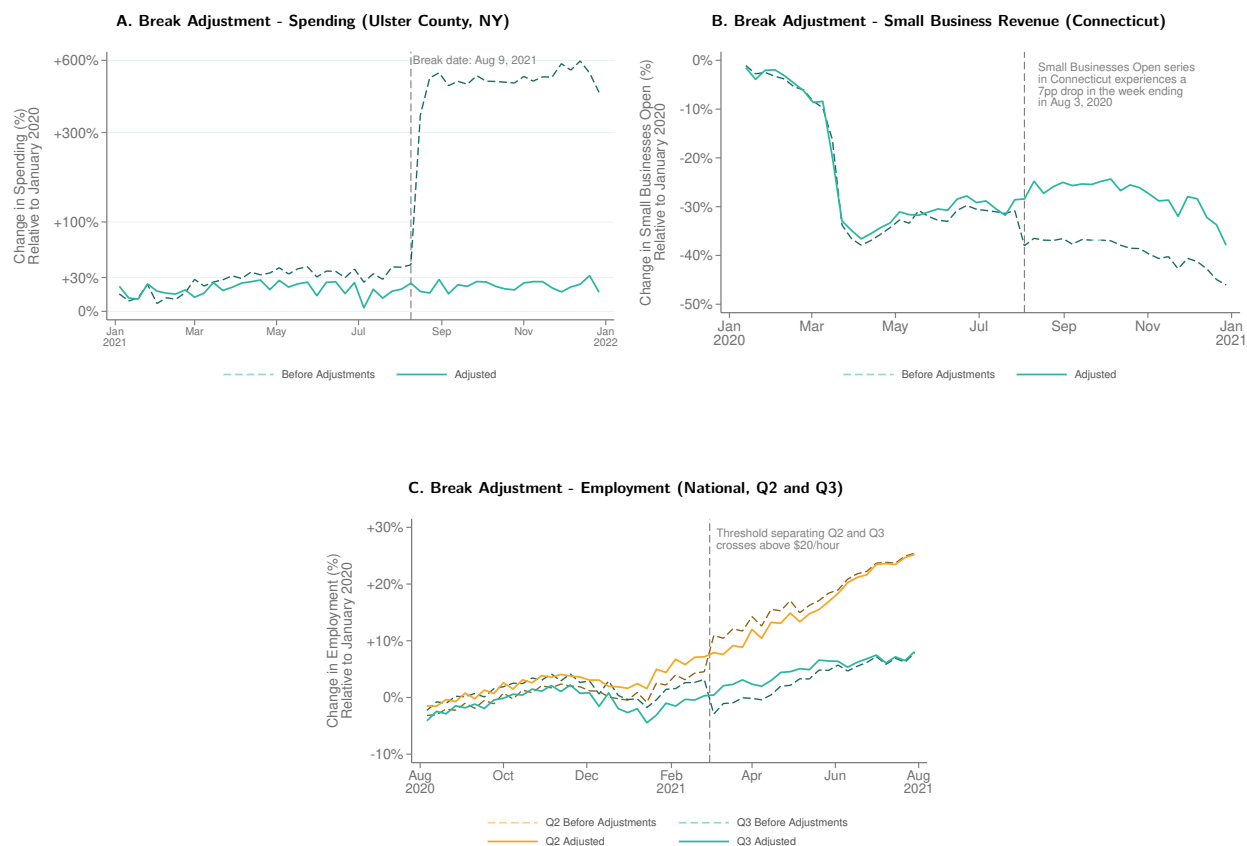 A. Break Adjustment - Spending (Ulster County, NY)
Change in Spending (%)
Relative to January 2020
+600%
+300%
+100%
+30%
0%
Break date: Aug 9, 2021
Jan
2021
Mar
May
Jul
Sep
Nov
Jan
2022
Before Adjustments
Adjusted
B. Break Adjustment - Small Business Revenue (Connecticut)
Change in Small Businesses Open (%)
Relative to January 2020
0%
-10%
-20%
-30%
-40%
-50%
Small Businesses Open series
in Connecticut experiences a
7pp drop in the week ending
in Aug 3, 2020
Jan
2020
Mar
May
Jul
Sep
Nov
Jan
2021
Before Adjustments
Adjusted
C. Break Adjustment - Employment (National, Q2 and Q3)
Change in Employment (%)
Relative to January 2020
+30%
+20%
+10%
0%
-10%
Threshold separating Q2 and Q3
crosses above $20/hour
Aug
2020
Oct
Dec
Feb
2021
Apr
Jun
Aug
2021
Q2 Before Adjustments
Q3 Before Adjustments
Q2 Adjusted
Q3 Adjusted